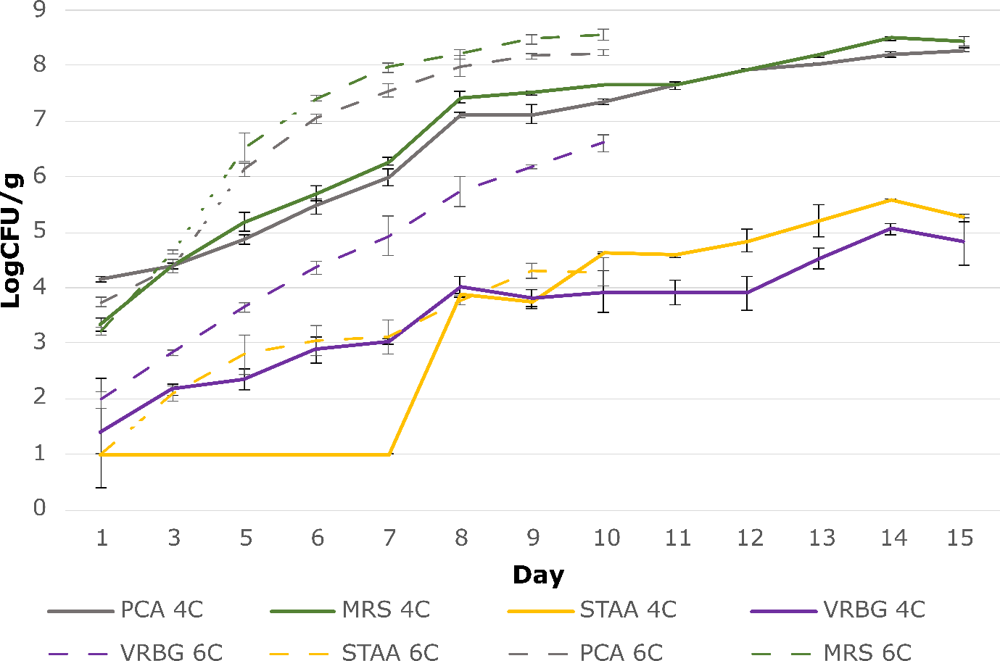 9
8
7
6
5
4
3
2
1
0
LogCFU/g
1 3 5 6 7 8 9 10 11 12 13 14 15
Day
PCA 4C MRS 4C STAA 4C VRBG 4C
VRBG 6C STAA 6C PCA 6C MRS 6C